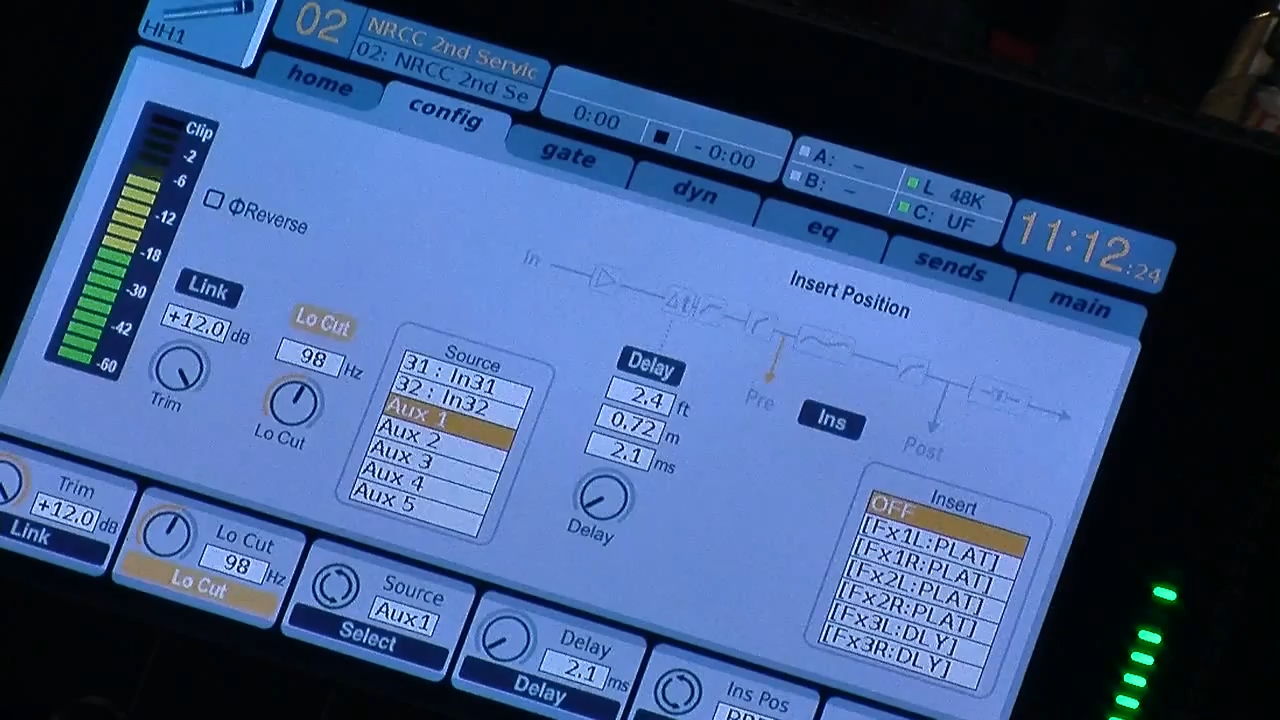 HH1
02
NRCC 2nd Servic
02: NRCC 2nd Se
0:00
- 0:00
A: –
B: –
L 48K
C: UF
11:12:24
home
config
gate
dyn
eq
sends
main
Clip
-2
-6
-12
-18
-30
-42
-60
ΦReverse
Link
+12.0 dB
Trim
Lo Cut
98 Hz
Lo Cut
Source
31 : In31
32 : In32
Aux 1
Aux 2
Aux 3
Aux 4
Aux 5
In
Δt
Insert Position
Delay
2.4 ft
0.72 m
2.1 ms
Delay
Pre
Ins
Post
Insert
OFF
[Fx1L:PLAT]
[Fx1R:PLAT]
[Fx2L:PLAT]
[Fx2R:PLAT]
[Fx3L:DLY]
[Fx3R:DLY]
Trim
+12.0 dB
Link
Lo Cut
98 Hz
Lo Cut
Source
Aux1
Select
Delay
2.1 ms
Delay
Ins Pos